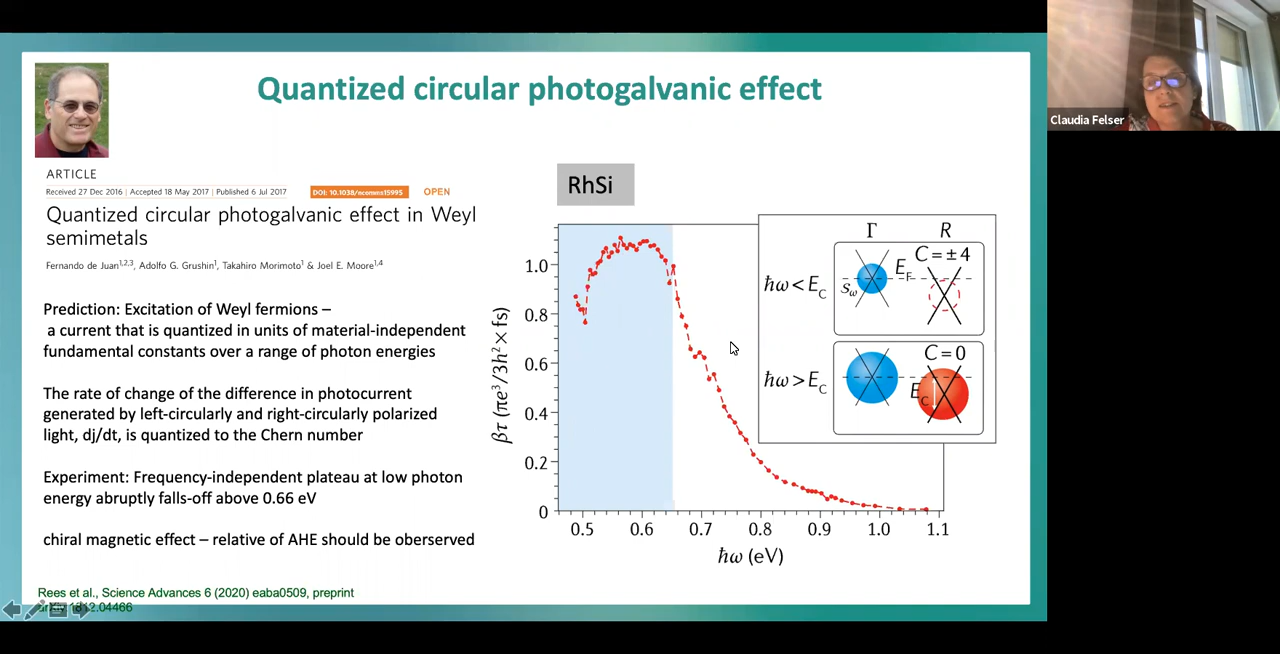 Quantized circular photogalvanic effect
Claudia Felser
ARTICLE
Received 27 Dec 2016 | Accepted 18 May 2017 | Published 6 Jul 2017
DOI: 10.1038/ncomms15995
OPEN
Quantized circular photogalvanic effect in Weyl
semimetals
Fernando de Juan1,2,3, Adolfo G. Grushin1, Takahiro Morimoto1 & Joel E. Moore1,4
Prediction: Excitation of Weyl fermions –
a current that is quantized in units of material-independent
fundamental constants over a range of photon energies
The rate of change of the difference in photocurrent
generated by left-circularly and right-circularly polarized
light, dj/dt, is quantized to the Chern number
Experiment: Frequency-independent plateau at low photon
energy abruptly falls-off above 0.66 eV
chiral magnetic effect – relative of AHE should be oberserved
Rees et al., Science Advances 6 (2020) eaba0509, preprint
12.04466
RhSi
βτ (πe³/3h² × fs)
1.0
0.8
0.6
0.4
0.2
0
0.5 0.6 0.7 0.8 0.9 1.0 1.1
ħω (eV)
Γ R
C = ± 4
ħω < EC
Sω
EF
C = 0
ħω > EC
EC